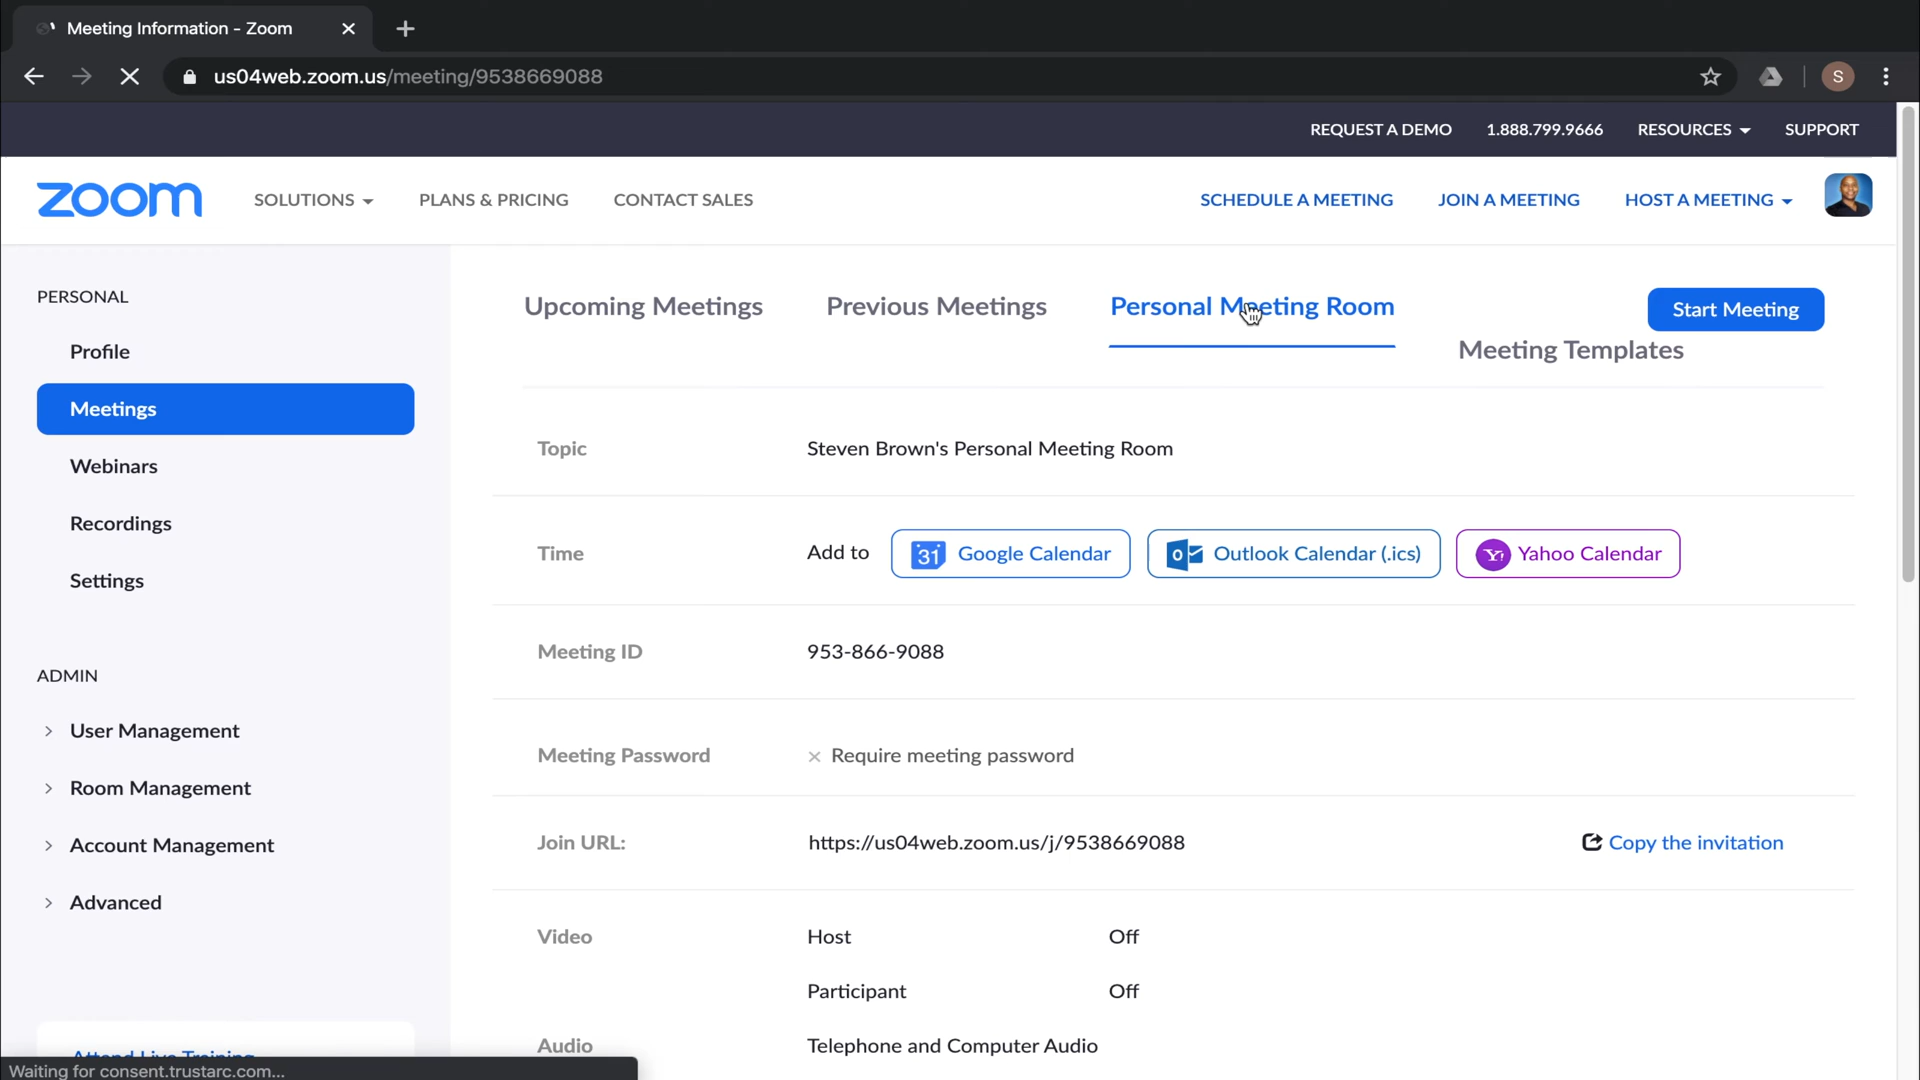 Meeting Information - Zoom
us04web.zoom.us/meeting/9538669088
S
REQUEST A DEMO 1.888.799.9666 RESOURCES SUPPORT
zoom SOLUTIONS PLANS & PRICING CONTACT SALES SCHEDULE A MEETING JOIN A MEETING HOST A MEETING
PERSONAL
Profile
Meetings
Webinars
Recordings
Settings
ADMIN
User Management
Room Management
Account Management
Advanced
Attend Live Training
Waiting for consent.trustarc.com...
Upcoming Meetings Previous Meetings Personal Meeting Room Start Meeting
Meeting Templates
Topic Steven Brown's Personal Meeting Room
Time Add to 31 Google Calendar Outlook Calendar (.ics) Y! Yahoo Calendar
Meeting ID 953-866-9088
Meeting Password × Require meeting password
Join URL: https://us04web.zoom.us/j/9538669088 Copy the invitation
Video Host Off
Participant Off
Audio Telephone and Computer Audio